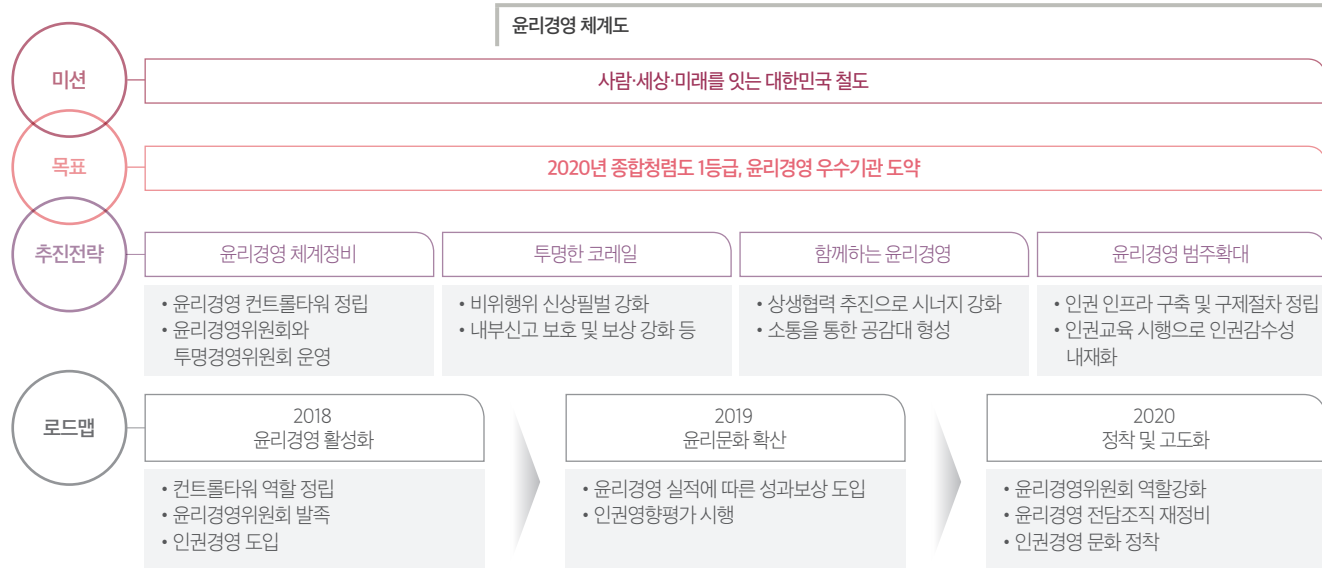 윤리경영 체계도
미션
사람·세상·미래를 잇는 대한민국 철도
목표
2020년 종합청렴도 1등급, 윤리경영 우수기관 도약
추진전략
윤리경영 체계정비
• 윤리경영 컨트롤타워 정립
• 윤리경영위원회와
투명경영위원회 운영
투명한 코레일
• 비위행위 신상필벌 강화
• 내부신고 보호 및 보상 강화 등
함께하는 윤리경영
• 상생협력 추진으로 시너지 강화
• 소통을 통한 공감대 형성
윤리경영 범주확대
• 인권 인프라 구축 및 구제절차 정립
• 인권교육 시행으로 인권감수성
내재화
로드맵
2018
윤리경영 활성화
• 컨트롤타워 역할 정립
• 윤리경영위원회 발족
• 인권경영 도입
2019
윤리문화 확산
• 윤리경영 실적에 따른 성과보상 도입
• 인권영향평가 시행
2020
정착 및 고도화
• 윤리경영위원회 역할강화
• 윤리경영 전담조직 재정비
• 인권경영 문화 정착